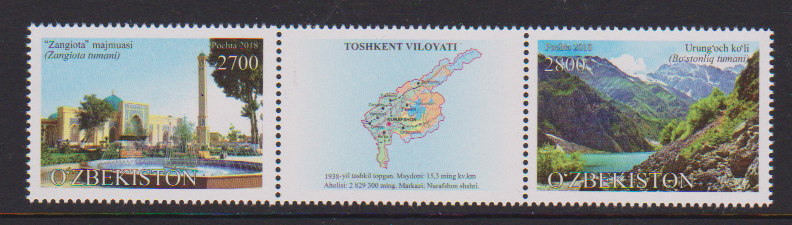 "Zangiota" majmuasi
(Zangiota tumani)
Pochta 2018
2700
O'ZBEKISTON
TOSHKENT VILOYATI
1938-yil tashkil topgan. Maydoni: 15,3 ming kv.km
Aholisi: 2 829 300 ming. Markazi: Nurafshon shahri.
Pochta 2018
2800
Urung'och ko'li
(Bo'stonliq tumani)
O'ZBEKISTON